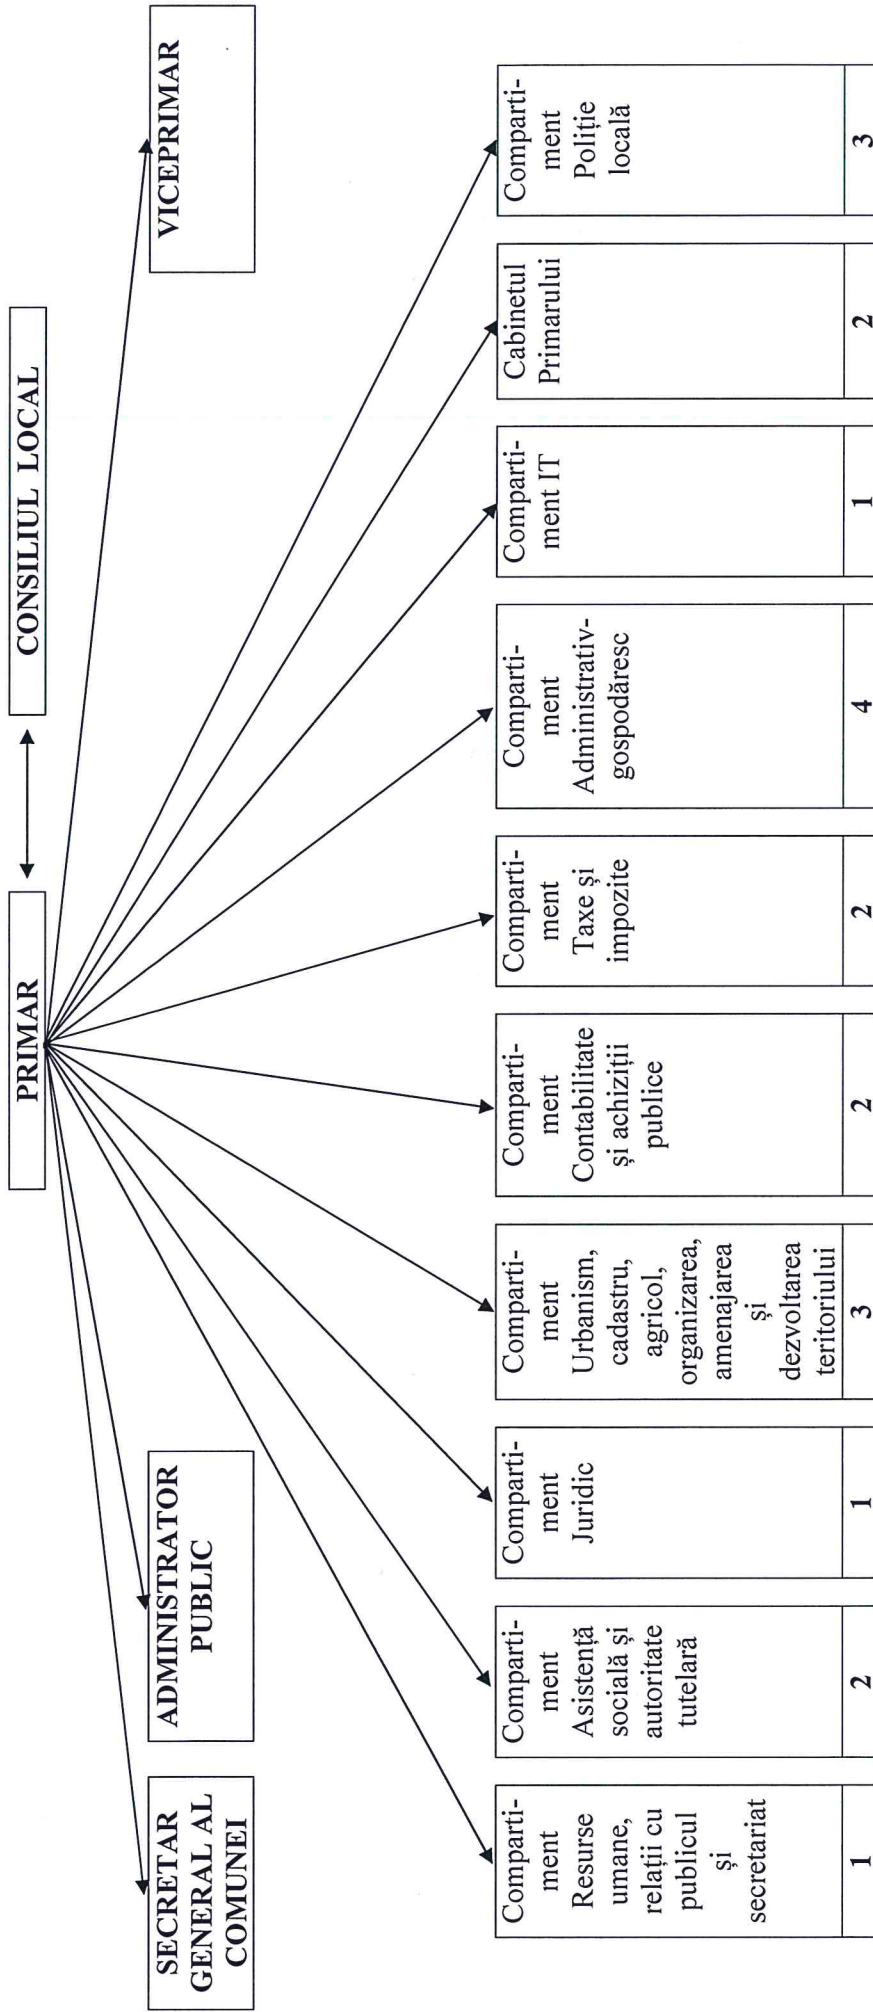 PRIMAR
CONSILIUL LOCAL
SECRETAR
GENERAL AL
COMUNEI
ADMINISTRATOR
PUBLIC
VICEPRIMAR
Comparti-
ment
Resurse
umane,
relații cu
publicul
și
secretariat
1
Comparti-
ment
Asistență
socială și
autoritate
tutelară
2
Comparti-
ment
Juridic
1
Comparti-
ment
Urbanism,
cadastru,
agricol,
organizarea,
amenajarea
și
dezvoltarea
teritoriului
3
Comparti-
ment
Contabilitate
și achiziții
publice
2
Comparti-
ment
Taxe și
impozite
2
Comparti-
ment
Administrativ-
gospodăresc
4
Comparti-
ment IT
1
Cabinetul
Primarului
2
Comparti-
ment
Poliție
locală
3